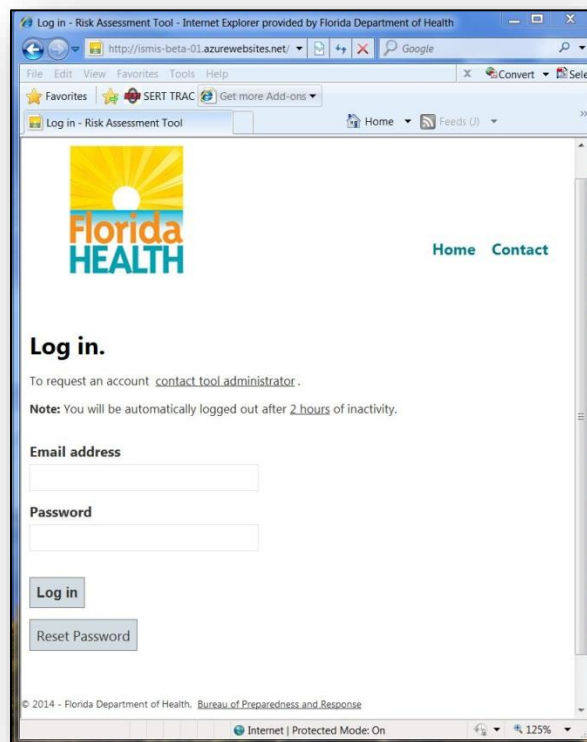 Log in - Risk Assessment Tool - Internet Explorer provided by Florida Department of Health
http://ismis-beta-01.azurewebsites.net/ Google
File Edit View Favorites Tools Help x Convert Sele
Favorites SERT TRAC Get more Add-ons
Log in - Risk Assessment Tool Home Feeds (J) »
Florida
HEALTH
Home Contact
Log in.
To request an account contact tool administrator .
Note: You will be automatically logged out after 2 hours of inactivity.
Email address
Password
Log in
Reset Password
© 2014 - Florida Department of Health, Bureau of Preparedness and Response
Internet | Protected Mode: On 125%